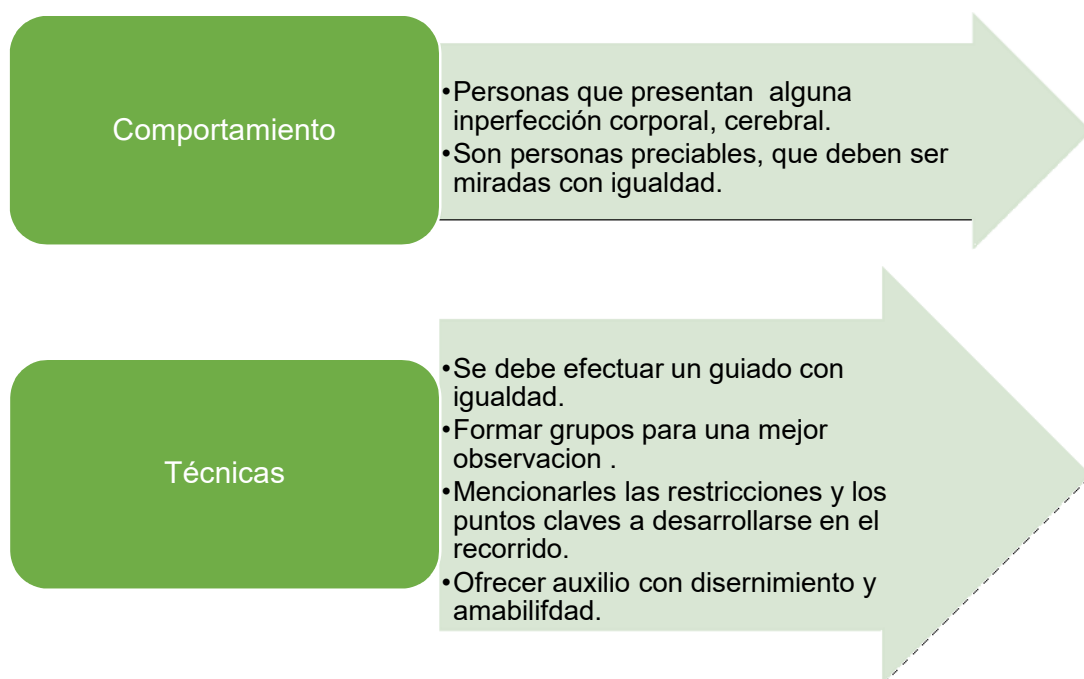 Comportamiento
•Personas que presentan alguna
inperfección corporal, cerebral.
•Son personas preciables, que deben ser
miradas con igualdad.
Técnicas
•Se debe efectuar un guiado con
igualdad.
•Formar grupos para una mejor
observacion .
•Mencionarles las restricciones y los
puntos claves a desarrollarse en el
recorrido.
•Ofrecer auxilio con disernimiento y
amabilifdad.